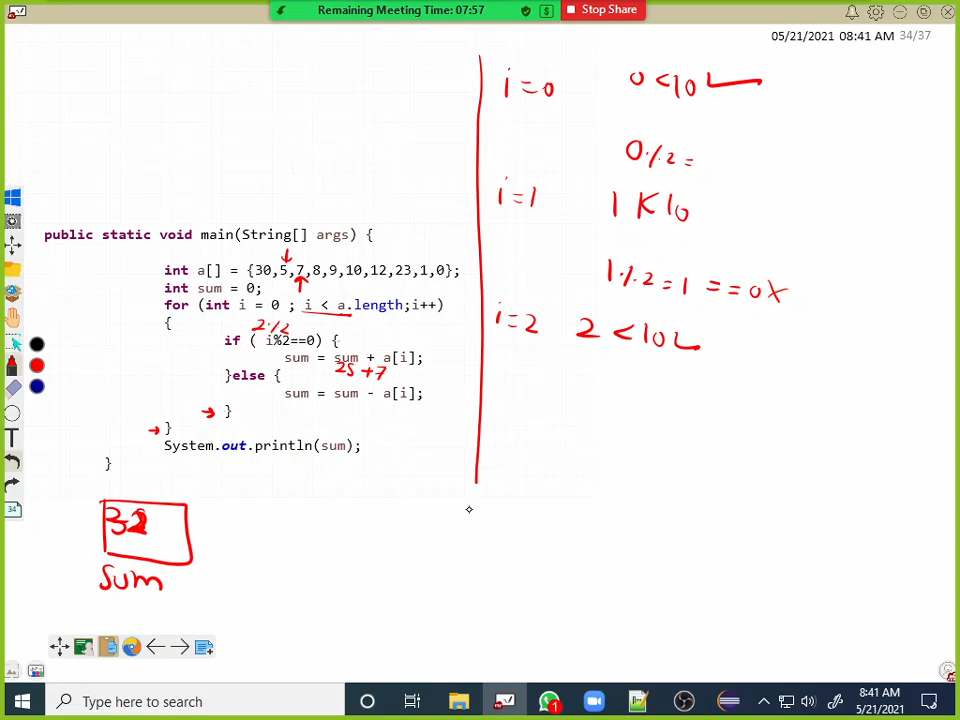 Remaining Meeting Time: 07:57
Stop Share
05/21/2021 08:41 AM 34/37
i=0 0<10
0%2=
i=1 1<10
1%2=1 ==0X
i=2 2<10
public static void main(String[] args) {
int a[] = {30,5,7,8,9,10,12,23,1,0};
int sum = 0;
for (int i = 0 ; i < a.length;i++)
{
2%2
if ( i%2==0) {
sum = sum + a[i];
25+7
}else {
sum = sum - a[i];
}
}
System.out.println(sum);
}
32
Sum
T
34
Type here to search
1
8:41 AM
5/21/2021